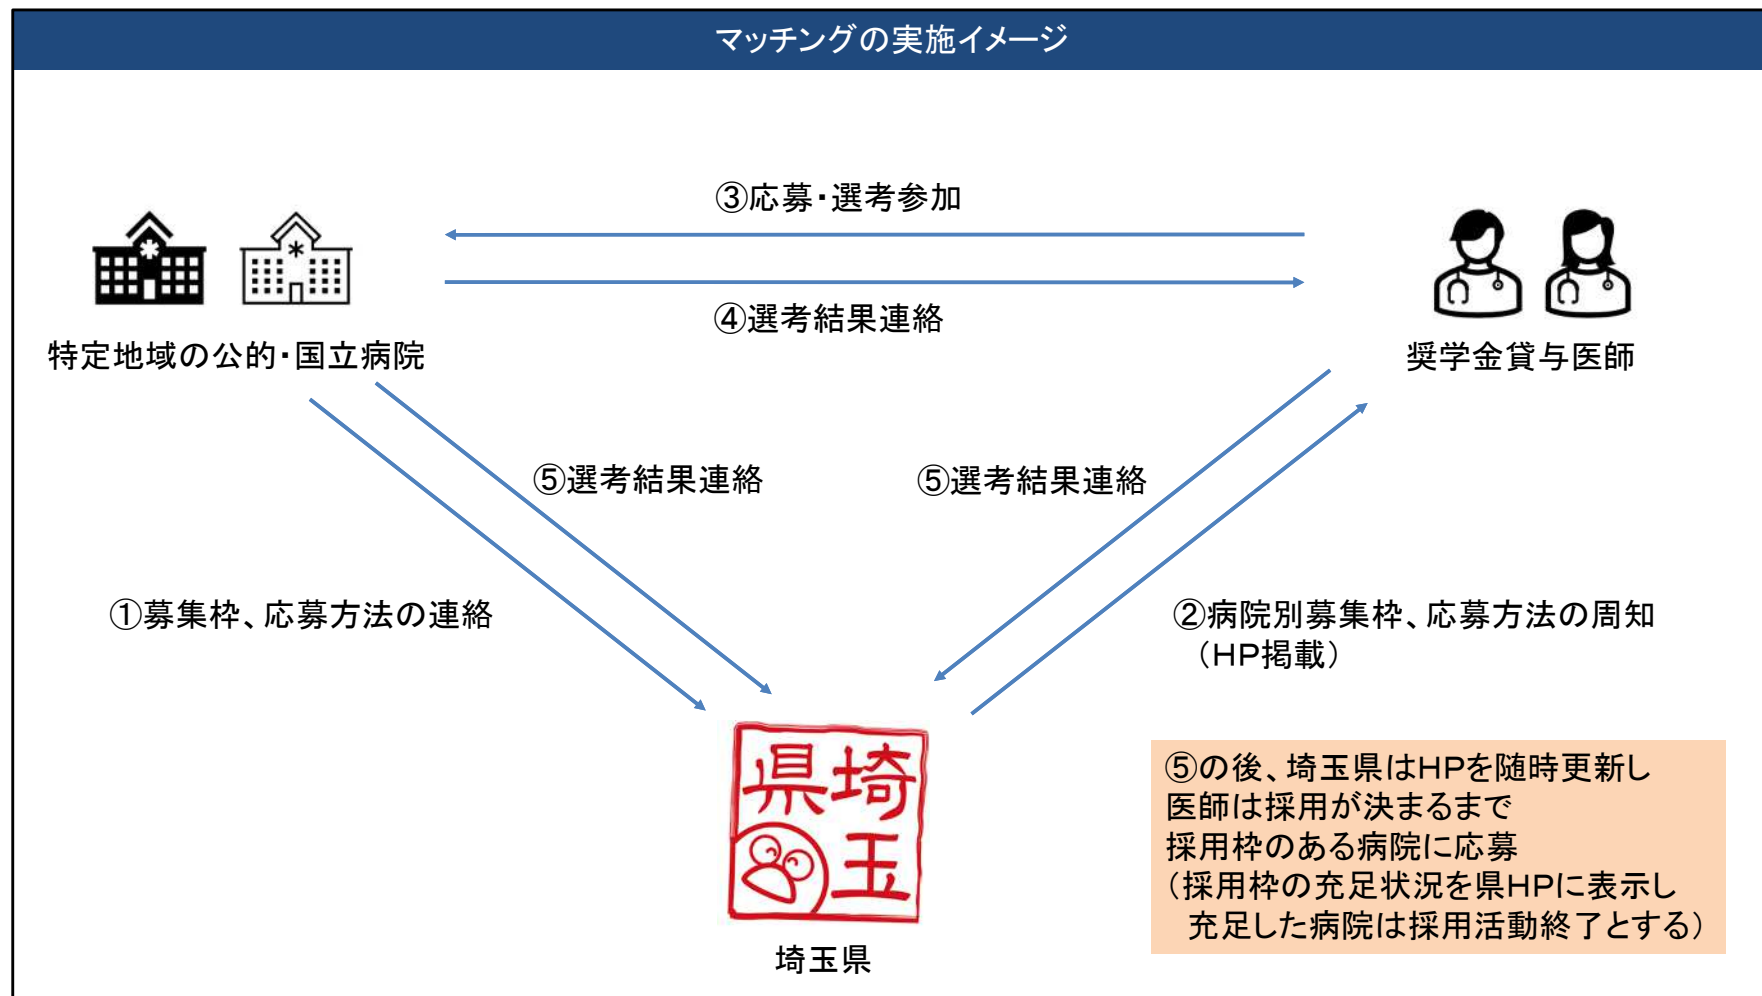 マッチングの実施イメージ
③応募・選考参加
④選考結果連絡
特定地域の公的・国立病院
奨学金貸与医師
⑤選考結果連絡
⑤選考結果連絡
①募集枠、応募方法の連絡
②病院別募集枠、応募方法の周知
（ＨＰ掲載）
埼玉県
⑤の後、埼玉県はＨＰを随時更新し
医師は採用が決まるまで
採用枠のある病院に応募
（採用枠の充足状況を県ＨＰに表示し
充足した病院は採用活動終了とする）
埼玉県